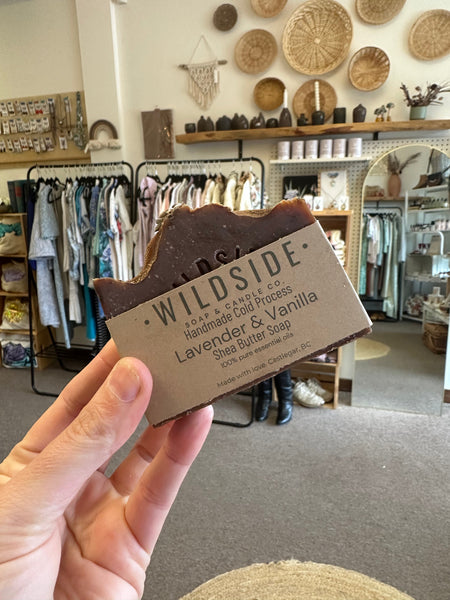 · WILDSIDE ·
SOAP & CANDLE CO.
Handmade Cold Process
Lavender & Vanilla
Shea Butter Soap
100% pure essential oils
Made with love, Castlegar, BC